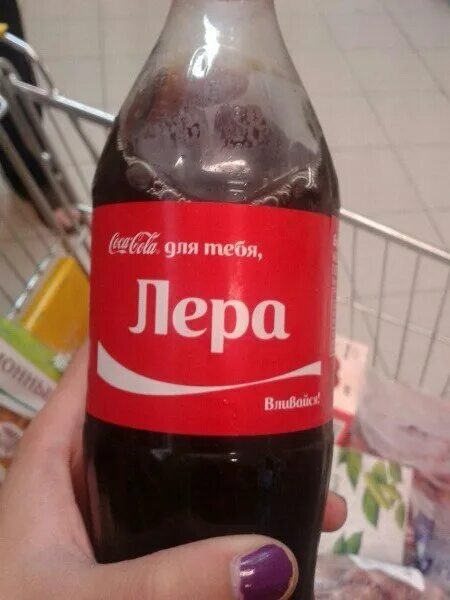 Coca-Cola для тебя,
Лера
Вливайся!